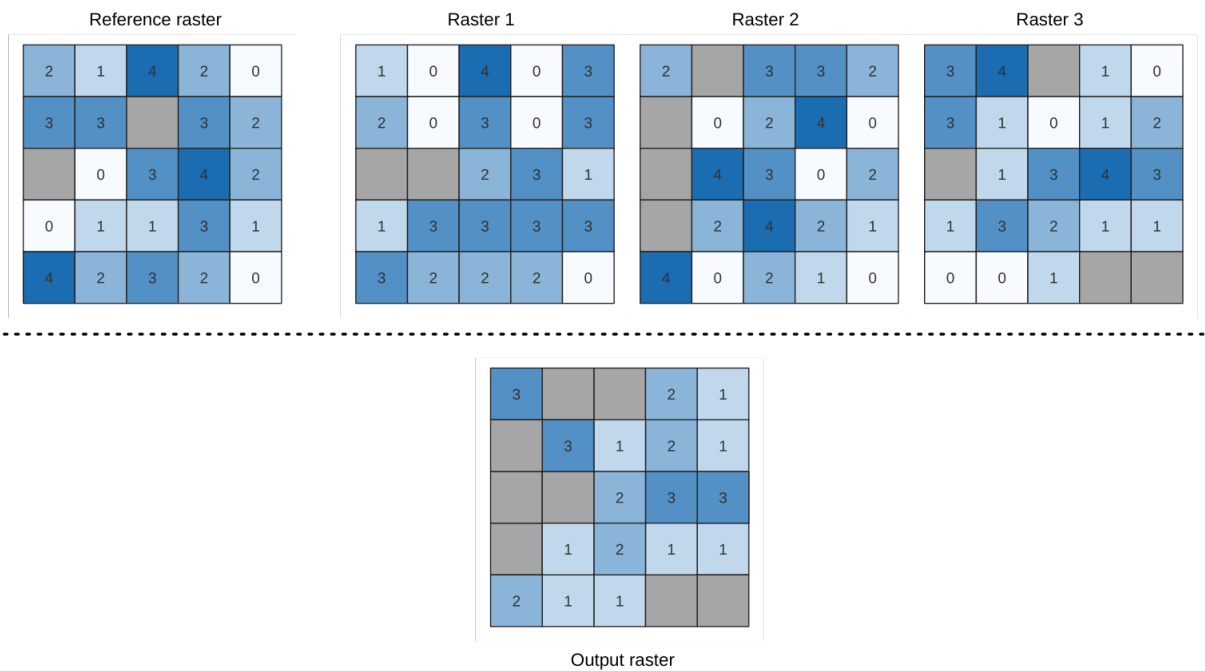 Reference raster Raster 1 Raster 2 Raster 3
2 1 4 2 0 1 0 4 0 3 2 3 3 2 3 4 1 0
3 3 3 2 2 0 3 0 3 0 2 4 0 3 1 0 1 2
0 3 4 2 2 3 1 4 3 0 2 1 3 4 3
0 1 1 3 1 1 3 3 3 3 2 4 2 1 1 3 2 1 1
4 2 3 2 0 3 2 2 2 0 4 0 2 1 0 0 0 1
3 2 1
3 1 2 1
2 3 3
1 2 1 1
2 1 1
Output raster